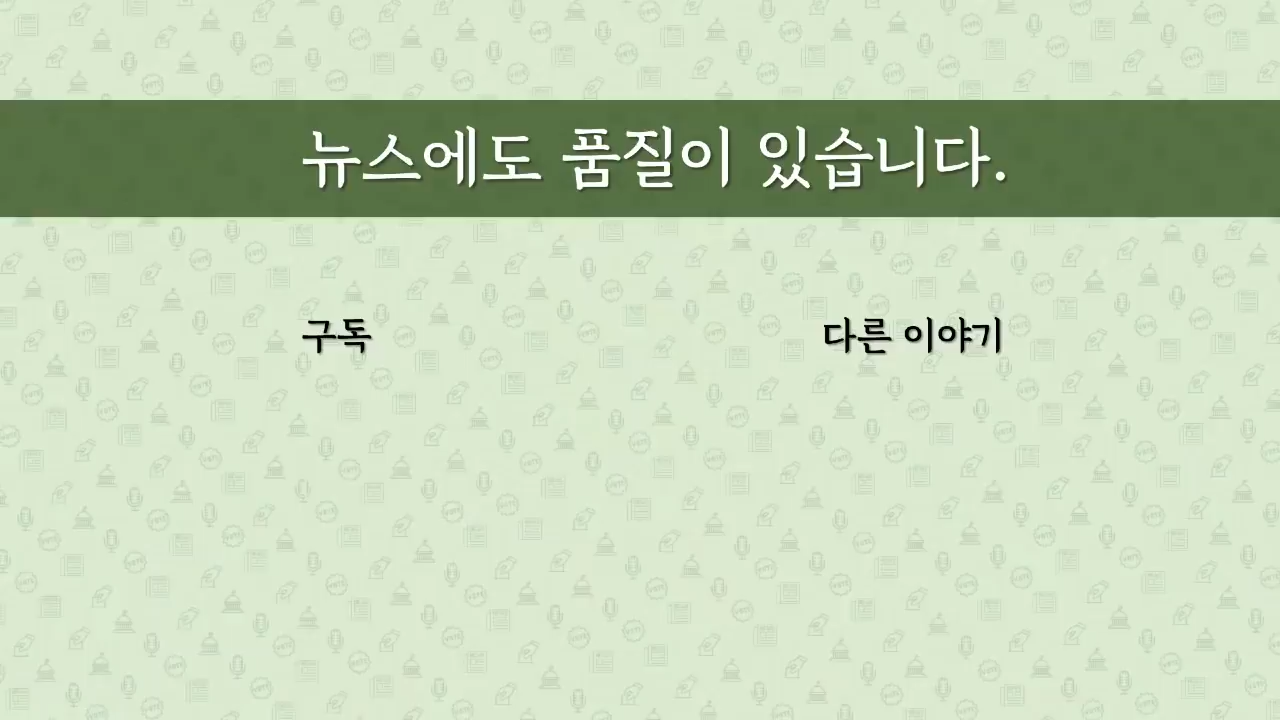 뉴스에도 품질이 있습니다.
구독
다른 이야기